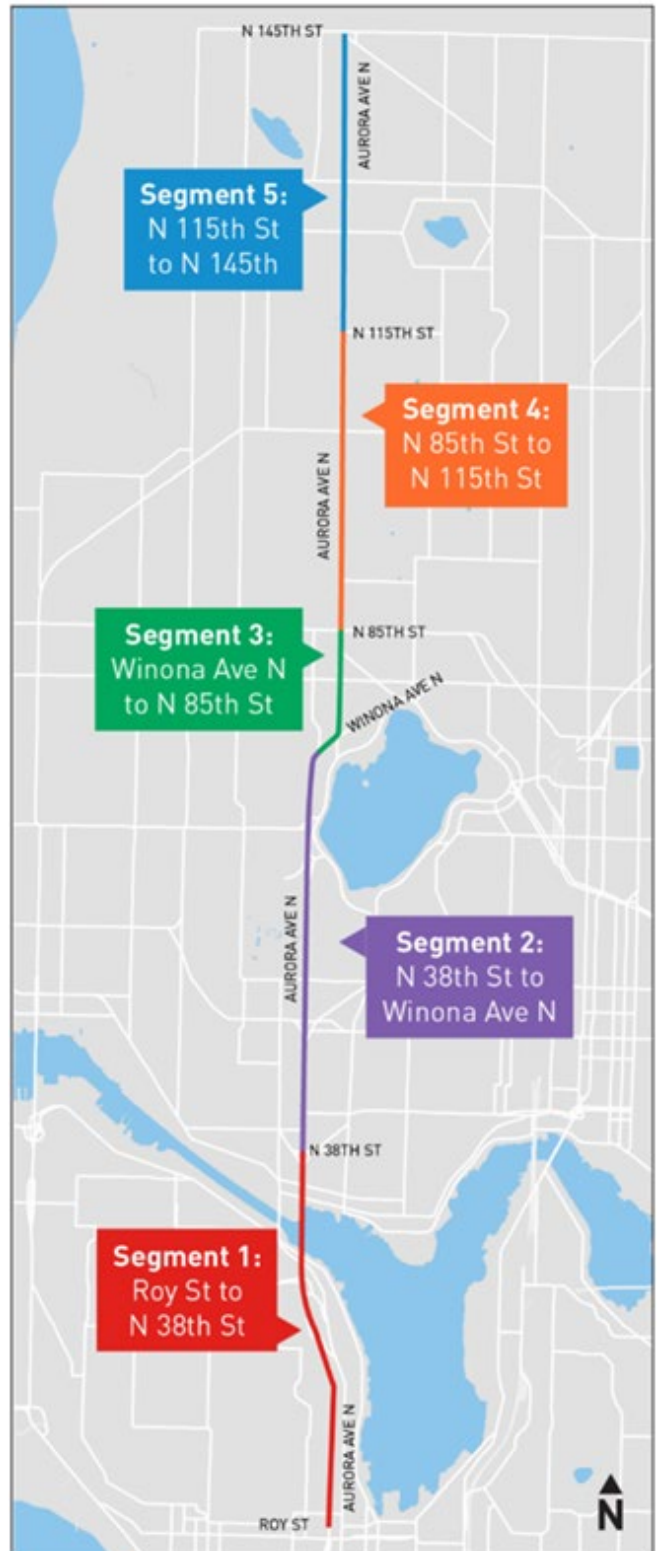 N 145TH ST
AURORA AVE N
Segment 5:
N 115th St
to N 145th
N 115TH ST
Segment 4:
N 85th St to
N 115th St
AURORA AVE N
N 85TH ST
Segment 3:
Winona Ave N
to N 85th St
WINONA AVE N
AURORA AVE N
Segment 2:
N 38th St to
Winona Ave N
N 38TH ST
Segment 1:
Roy St to
N 38th St
AURORA AVE N
ROY ST
N